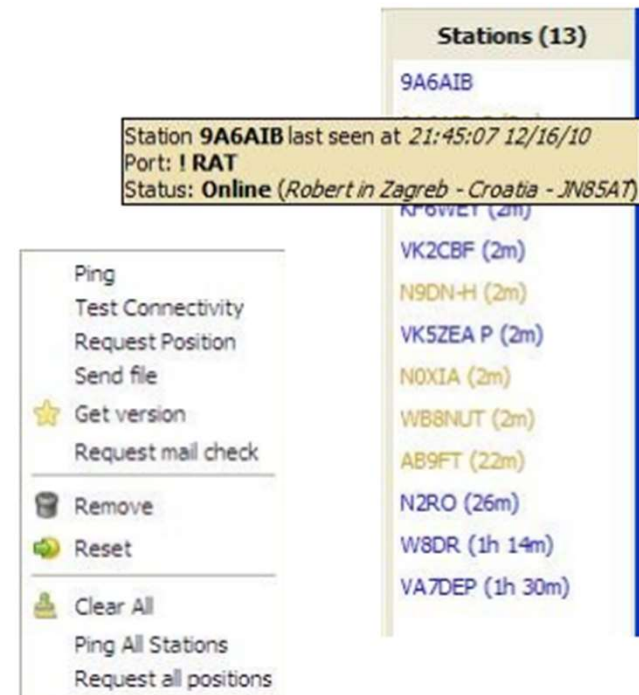 Stations (13)
9A6AIB
Station 9A6AIB last seen at 21:45:07 12/16/10
Port: ! RAT
Status: Online (Robert in Zagreb - Croatia - JN85AT)
KF6WET (2m)
VK2CBF (2m)
N9DN-H (2m)
VK5ZEA P (2m)
N0XIA (2m)
WB8NUT (2m)
AB9FT (22m)
N2RO (26m)
W8DR (1h 14m)
VA7DEP (1h 30m)
Ping
Test Connectivity
Request Position
Send file
Get version
Request mail check
Remove
Reset
Clear All
Ping All Stations
Request all positions